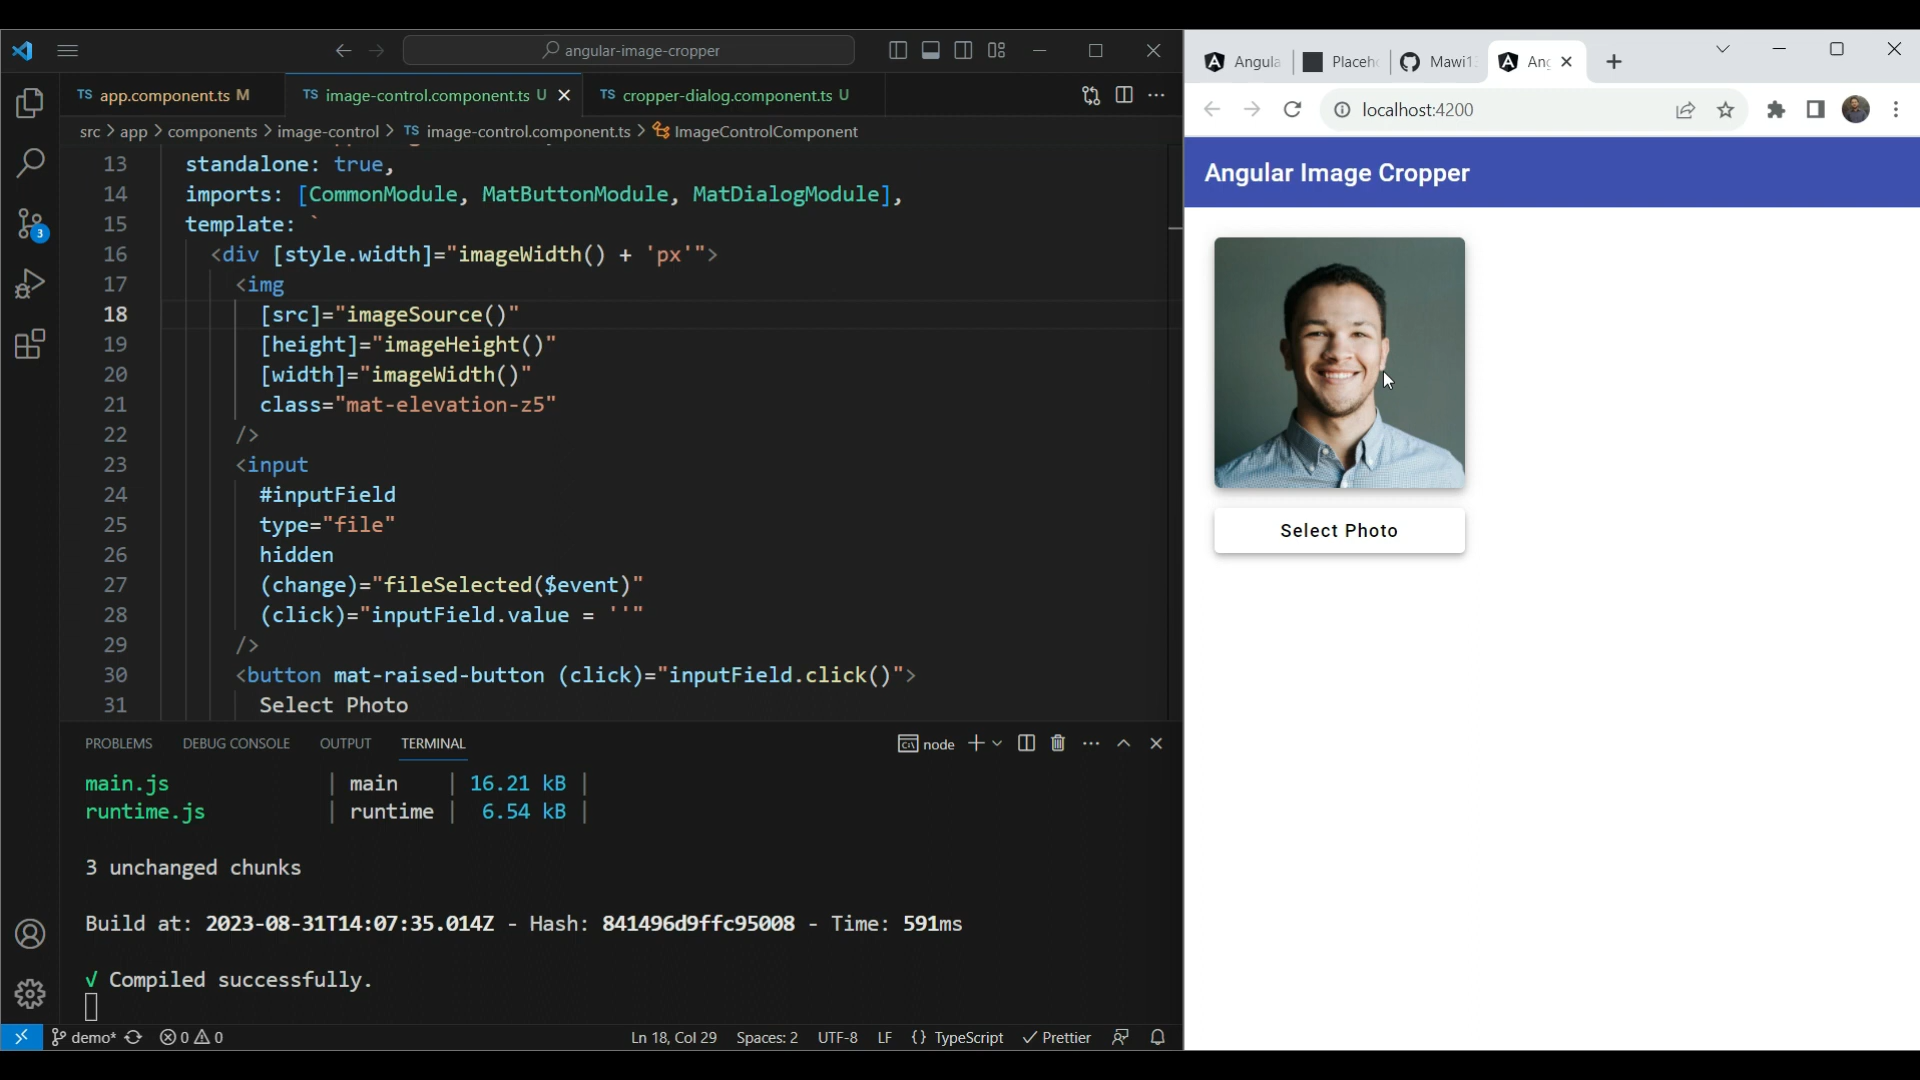 angular-image-cropper
TS app.component.ts M
TS image-control.component.ts U
TS cropper-dialog.component.ts U
src > app > components > image-control > TS image-control.component.ts > ImageControlComponent
13 standalone: true,
14 imports: [CommonModule, MatButtonModule, MatDialogModule],
15 template: `
16 <div [style.width]="imageWidth() + 'px'">
17 <img
18 [src]="imageSource()"
19 [height]="imageHeight()"
20 [width]="imageWidth()"
21 class="mat-elevation-z5"
22 />
23 <input
24 #inputField
25 type="file"
26 hidden
27 (change)="fileSelected($event)"
28 (click)="inputField.value = ''"
29 />
30 <button mat-raised-button (click)="inputField.click()">
31 Select Photo
PROBLEMS DEBUG CONSOLE OUTPUT TERMINAL
node
main.js | main | 16.21 kB |
runtime.js | runtime | 6.54 kB |
3 unchanged chunks
Build at: 2023-08-31T14:07:35.014Z - Hash: 841496d9ffc95008 - Time: 591ms
√ Compiled successfully.
3
demo* 0 0
Ln 18, Col 29 Spaces: 2 UTF-8 LF {} TypeScript Prettier
Angula
Placeh
Mawi1
Ang
localhost:4200
Angular Image Cropper
Select Photo